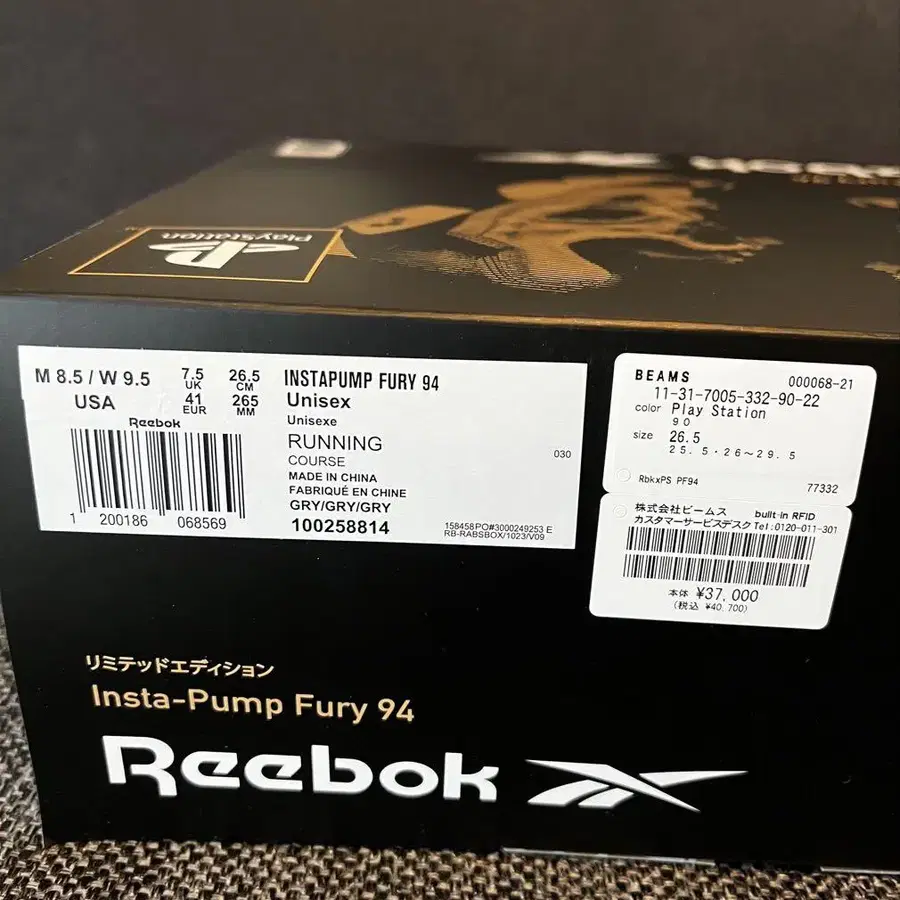 PlayStation
M 8.5 / W 9.5
USA
7.5
UK
41
EUR
26.5
CM
265
MM
Reebok
1 200186 068569
INSTAPUMP FURY 94
Unisex
Unisexe
RUNNING
COURSE
MADE IN CHINA
FABRIQUÉ EN CHINE
GRY/GRY/GRY
100258814
030
158458PO#3000249253 E
RB-RABSBOX/1023/V09
BEAMS 000068-21
11-31-7005-332-90-22
color Play Station
90
size 26.5
25.5・26~29.5
RbkxPS PF94 77332
株式会社ビームス built-in RFID
カスタマーサービスデスク Tel:0120-011-301
本体 ¥37,000
(税込 ¥40,700)
リミテッドエディション
Insta-Pump Fury 94
Reebok